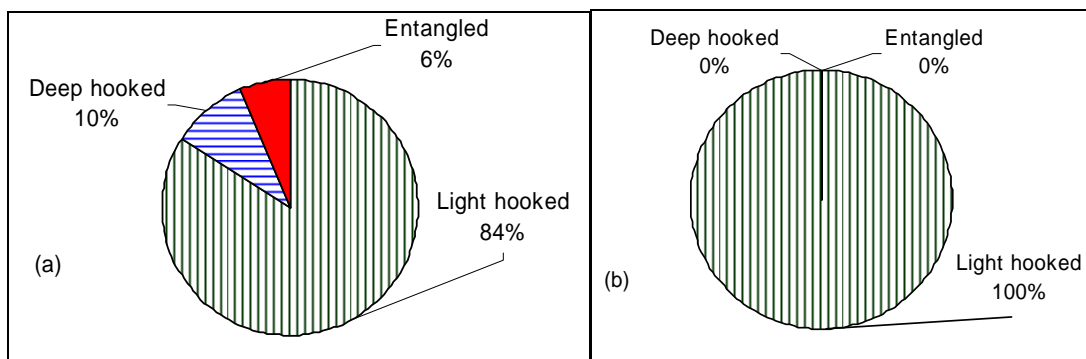 Entangled
6%
Deep hooked
10%
Light hooked
84%
(a)
Deep hooked
0%
Entangled
0%
Light hooked
100%
(b)